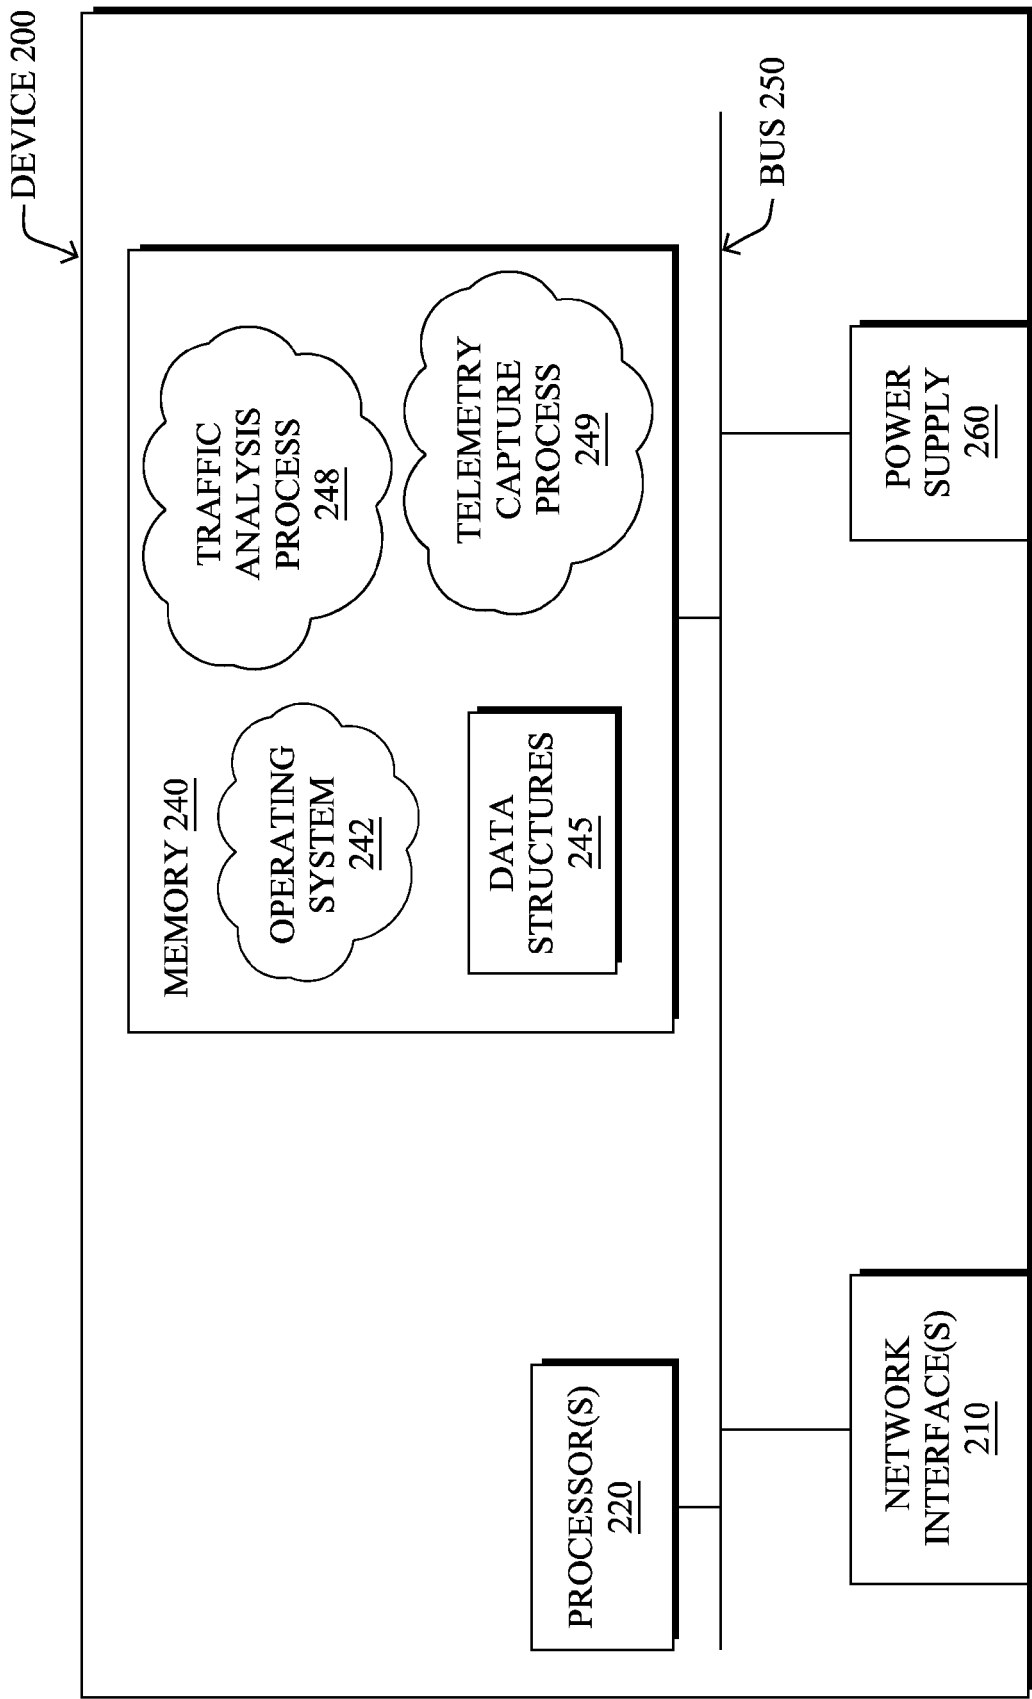 DEVICE 200
MEMORY 240
OPERATING
SYSTEM
242
TRAFFIC
ANALYSIS
PROCESS
248
DATA
STRUCTURES
245
TELEMETRY
CAPTURE
PROCESS
249
PROCESSOR(S)
220
BUS 250
NETWORK
INTERFACE(S)
210
POWER
SUPPLY
260